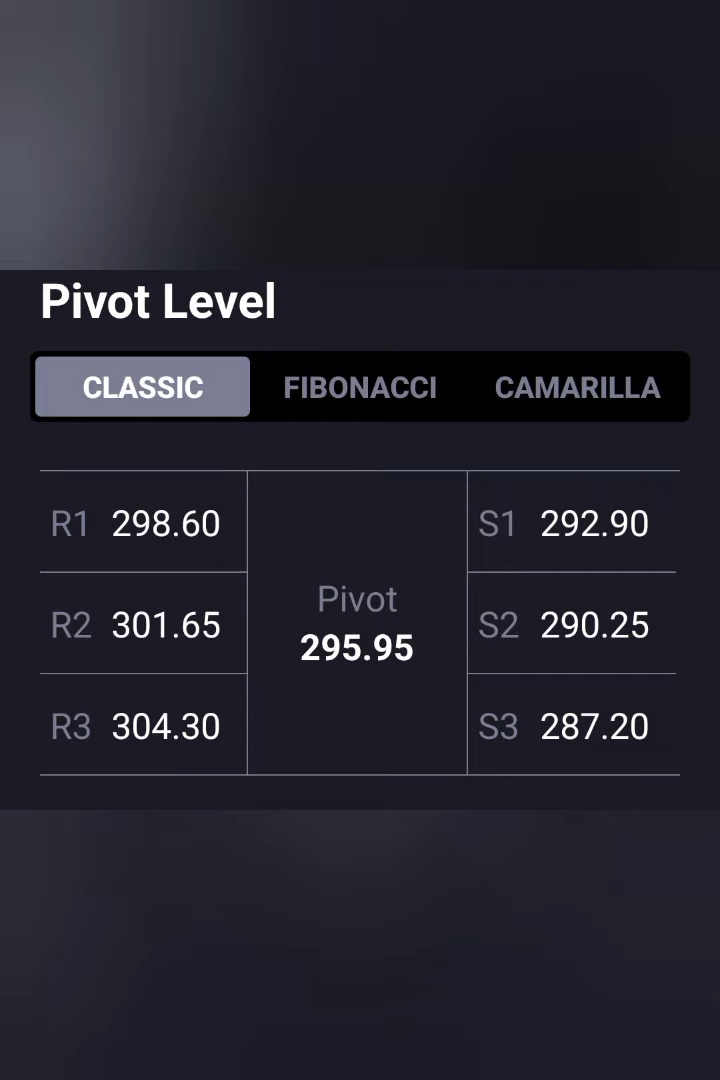 Pivot Level
CLASSIC FIBONACCI CAMARILLA
R1 298.60
R2 301.65
R3 304.30
Pivot
295.95
S1 292.90
S2 290.25
S3 287.20